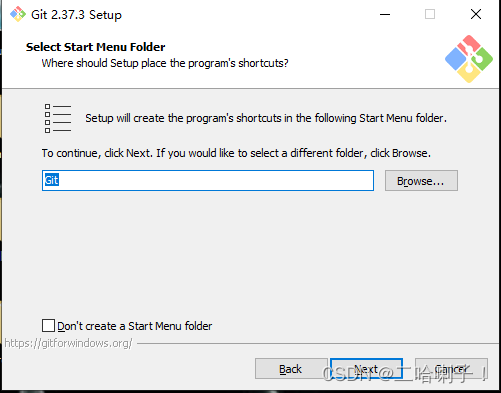 Git 2.37.3 Setup
Select Start Menu Folder
Where should Setup place the program's shortcuts?
Setup will create the program's shortcuts in the following Start Menu folder.
To continue, click Next. If you would like to select a different folder, click Browse.
Git
Browse...
Don't create a Start Menu folder
https://gitforwindows.org/
Back
Next
Cancel
CSDN @二哈喇子！